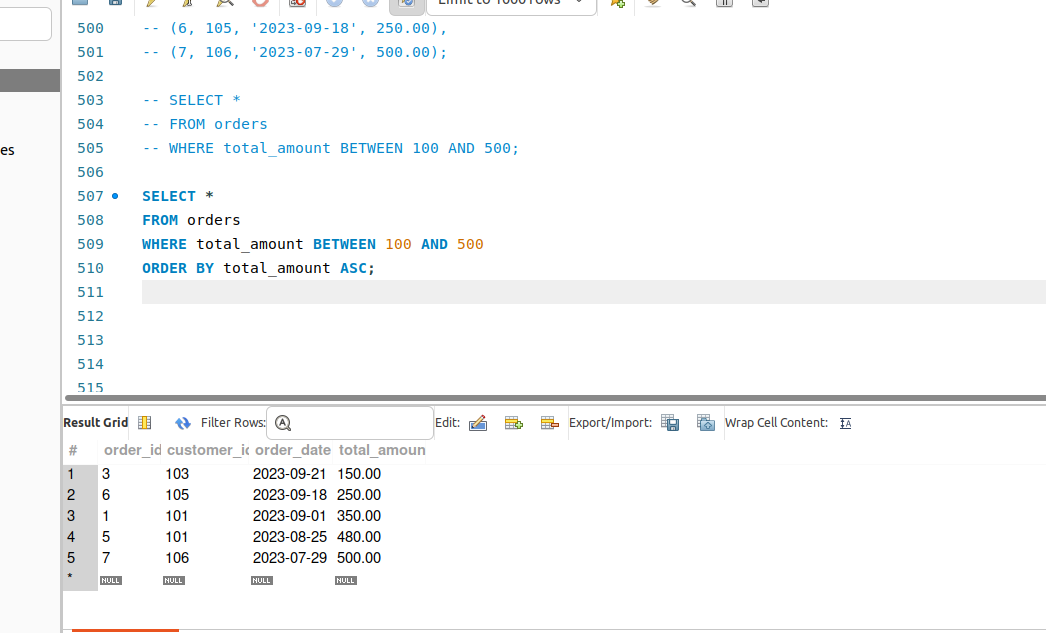 Limit to 1000 rows
500 -- (6, 105, '2023-09-18', 250.00),
501 -- (7, 106, '2023-07-29', 500.00);
502
503 -- SELECT *
504 -- FROM orders
es
505 -- WHERE total_amount BETWEEN 100 AND 500;
506
507 SELECT *
508 FROM orders
509 WHERE total_amount BETWEEN 100 AND 500
510 ORDER BY total_amount ASC;
511
512
513
514
515
Result Grid Filter Rows: Edit: Export/Import: Wrap Cell Content:
# order_id customer_ic order_date total_amoun
1 3 103 2023-09-21 150.00
2 6 105 2023-09-18 250.00
3 1 101 2023-09-01 350.00
4 5 101 2023-08-25 480.00
5 7 106 2023-07-29 500.00
* NULL NULL NULL NULL